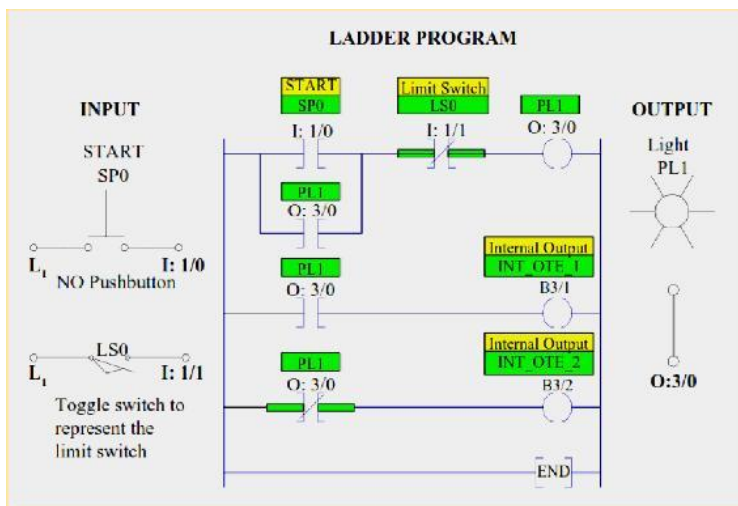 LADDER PROGRAM
INPUT
START
SP0
L1
I: 1/0
NO Pushbutton
LS0
L1
I: 1/1
Toggle switch to
represent the
limit switch
START
SP0
I: 1/0
Limit Switch
LS0
I: 1/1
PL1
O: 3/0
PL1
O: 3/0
PL1
O: 3/0
Internal Output
INT_OTE_1
B3/1
PL1
O: 3/0
Internal Output
INT_OTE_2
B3/2
END
OUTPUT
Light
PL1
O:3/0